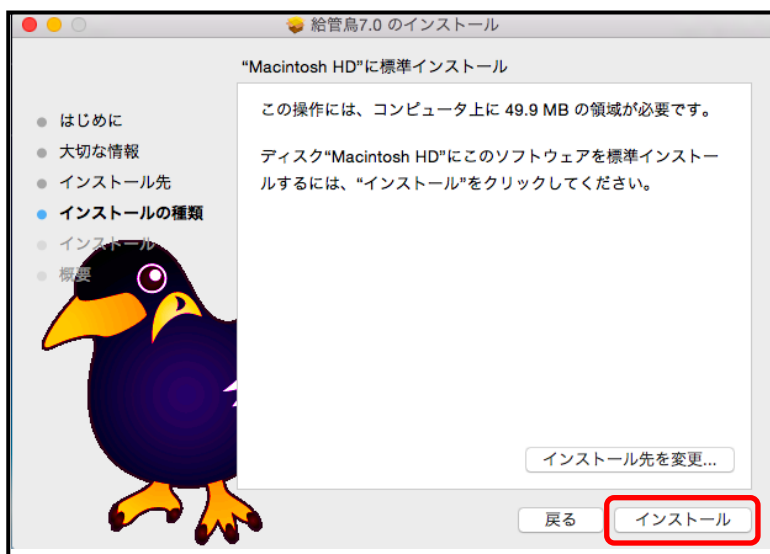 給管鳥7.0 のインストール
“Macintosh HD”に標準インストール
はじめに
大切な情報
インストール先
インストールの種類
インストール
概要
この操作には、コンピュータ上に 49.9 MB の領域が必要です。
ディスク“Macintosh HD”にこのソフトウェアを標準インストー
ルするには、“インストール”をクリックしてください。
インストール先を変更...
戻る
インストール